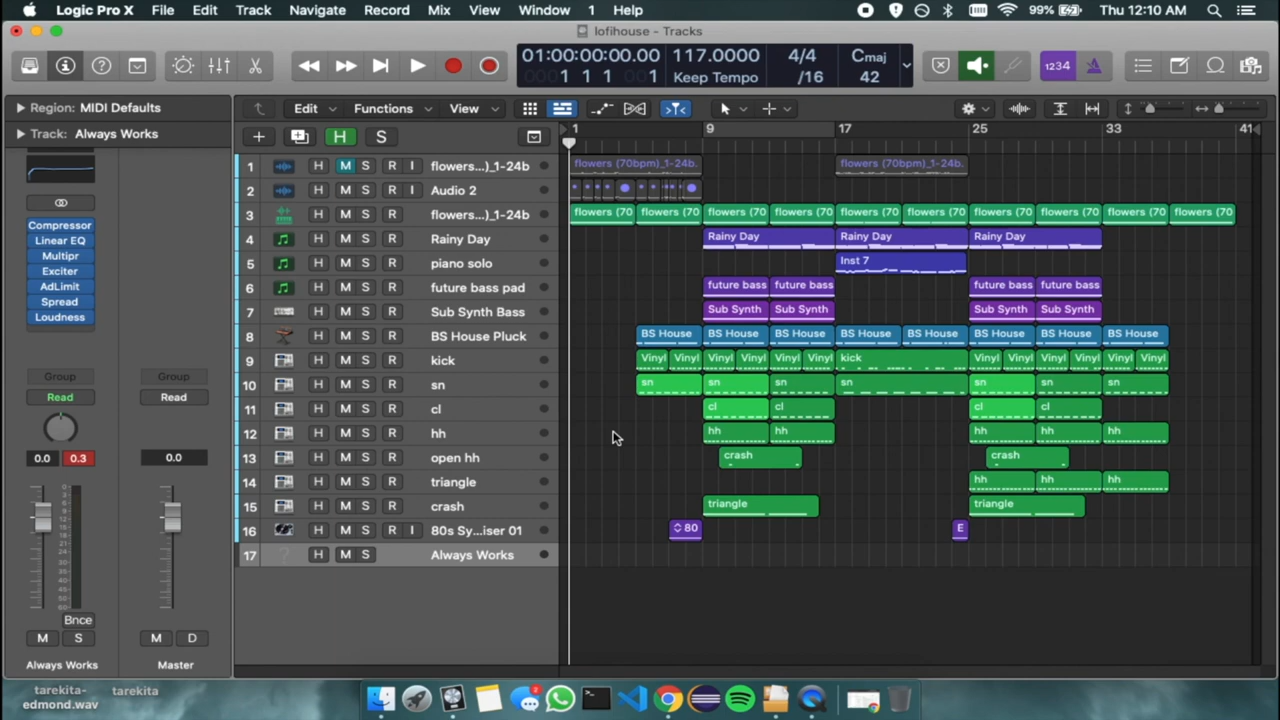 Logic Pro X File Edit Track Navigate Record Mix View Window 1 Help 99% Thu 12:10 AM
lofihouse - Tracks
01:00:00:00.00 117.0000 4/4 Cmaj
1 1 1 1 Keep Tempo /16 42
1234
Region: MIDI Defaults
Edit Functions View
Track: Always Works
H S
1 9 17 25 33 41
1 H M S R I flowers...)_1-24b flowers (70bpm)_1-24b. flowers (70bpm)_1-24b.
2 H M S R I Audio 2
3 H M S R flowers...)_1-24b flowers (70 flowers (70 flowers (70 flowers (70 flowers (70 flowers (70 flowers (70 flowers (70 flowers (70 flowers (70
4 H M S R Rainy Day Rainy Day Rainy Day Rainy Day
5 H M S R piano solo Inst 7
6 H M S R future bass pad future bass future bass future bass future bass
7 H M S R Sub Synth Bass Sub Synth Sub Synth Sub Synth Sub Synth
8 H M S R BS House Pluck BS House BS House BS House BS House BS House BS House BS House BS House
9 H M S R kick Vinyl Vinyl Vinyl Vinyl Vinyl Vinyl kick Vinyl Vinyl Vinyl Vinyl Vinyl Vinyl
10 H M S R sn sn sn sn sn sn sn sn
11 H M S R cl cl cl cl cl
12 H M S R hh hh hh hh hh hh
13 H M S R open hh crash crash
14 H M S R triangle hh hh hh
15 H M S R crash triangle triangle
16 H M S R I 80s Sy...iser 01 80 E
17 H M S Always Works
Compressor
Linear EQ
Multipr
Exciter
AdLimit
Spread
Loudness
Group Group
Read Read
0.0 0.3 0.0
Bnce
M S M D
Always Works Master
tarekita-
edmond.wav
tarekita